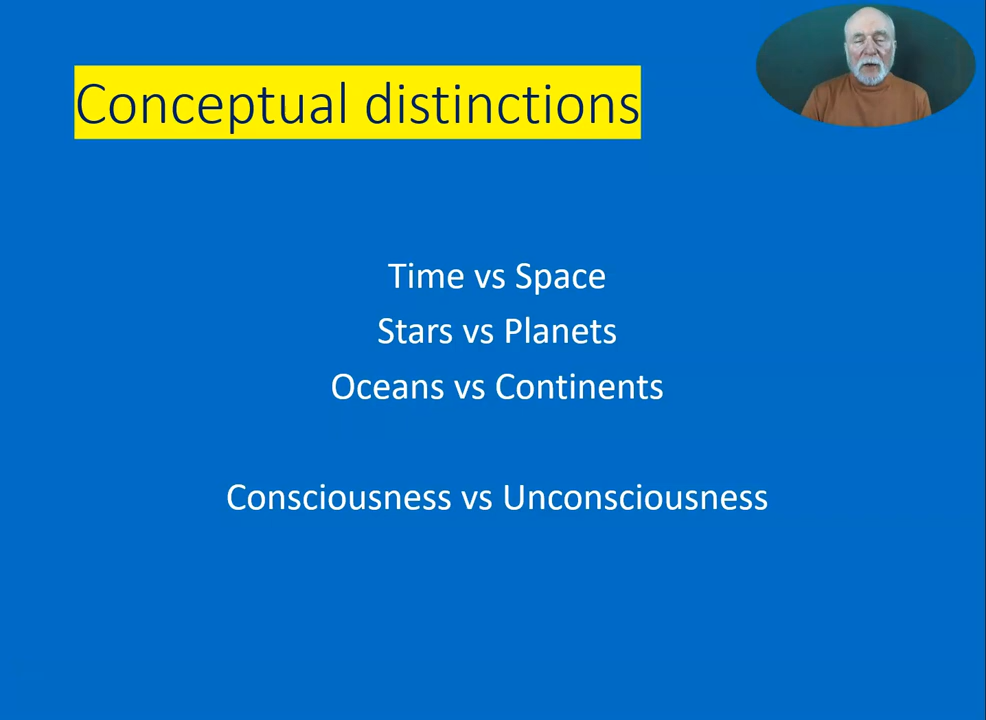 Conceptual distinctions
Time vs Space
Stars vs Planets
Oceans vs Continents
Consciousness vs Unconsciousness